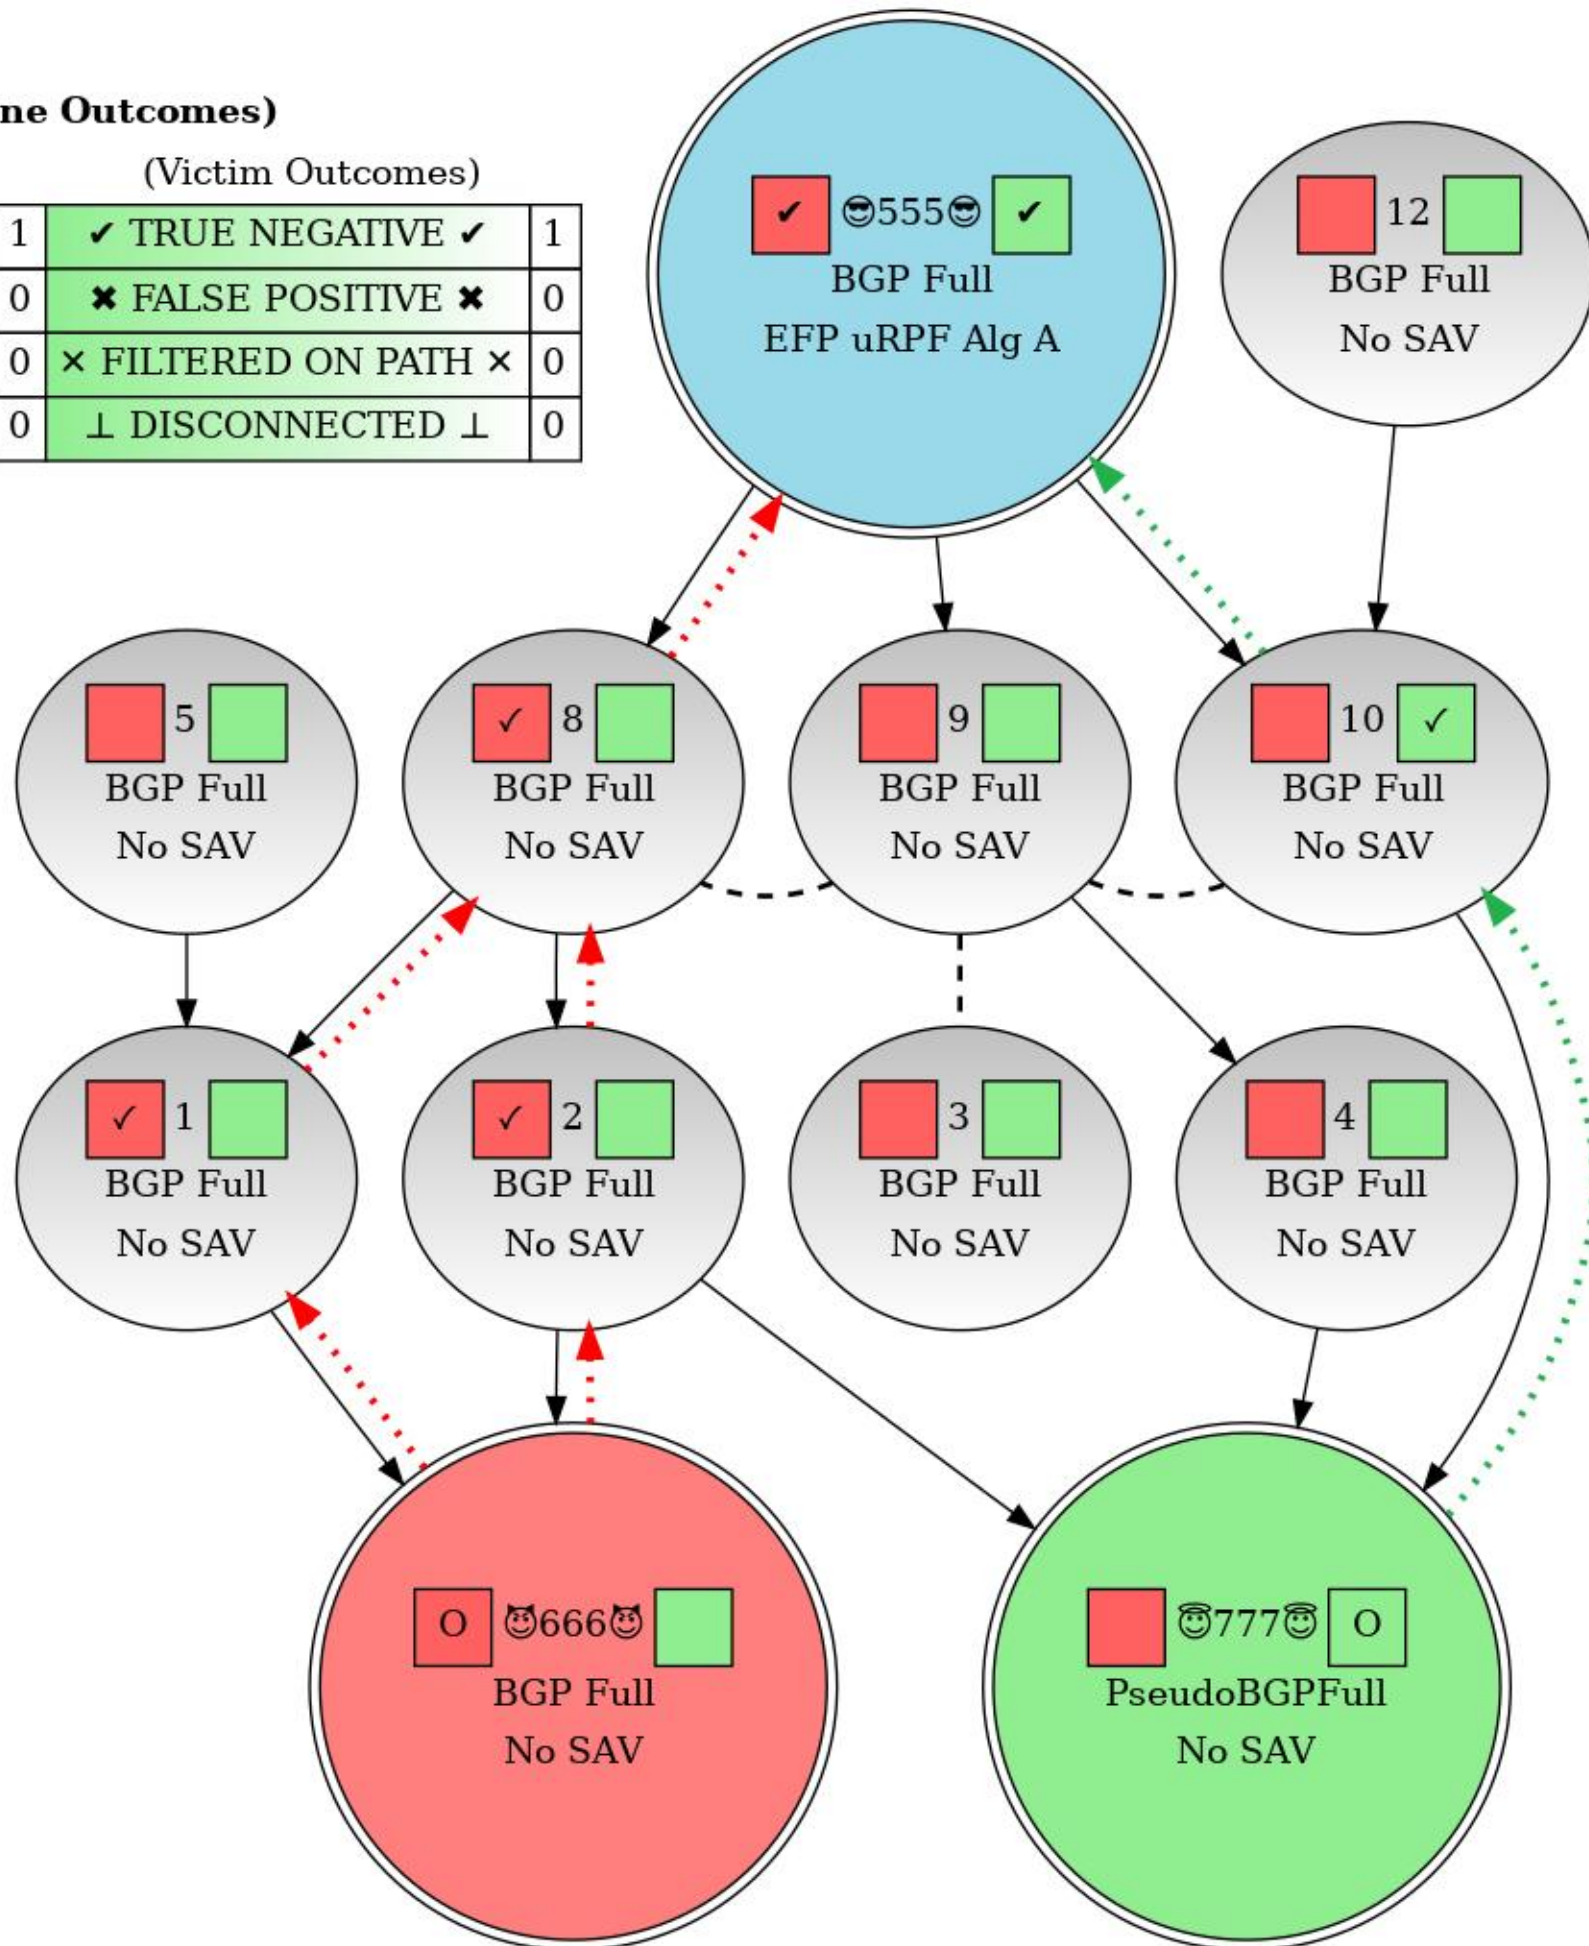 ne Outcomes)
(Victim Outcomes)
1 ✔ TRUE NEGATIVE ✔ 1
0 ✖ FALSE POSITIVE ✖ 0
0 ✕ FILTERED ON PATH ✕ 0
0 ⊥ DISCONNECTED ⊥ 0
✔ 😎555😎 ✔
BGP Full
EFP uRPF Alg A
12
BGP Full
No SAV
5
BGP Full
No SAV
✓ 8
BGP Full
No SAV
9
BGP Full
No SAV
10 ✓
BGP Full
No SAV
✓ 1
BGP Full
No SAV
✓ 2
BGP Full
No SAV
3
BGP Full
No SAV
4
BGP Full
No SAV
O 😈666😈
BGP Full
No SAV
😇777😇 O
PseudoBGPFull
No SAV